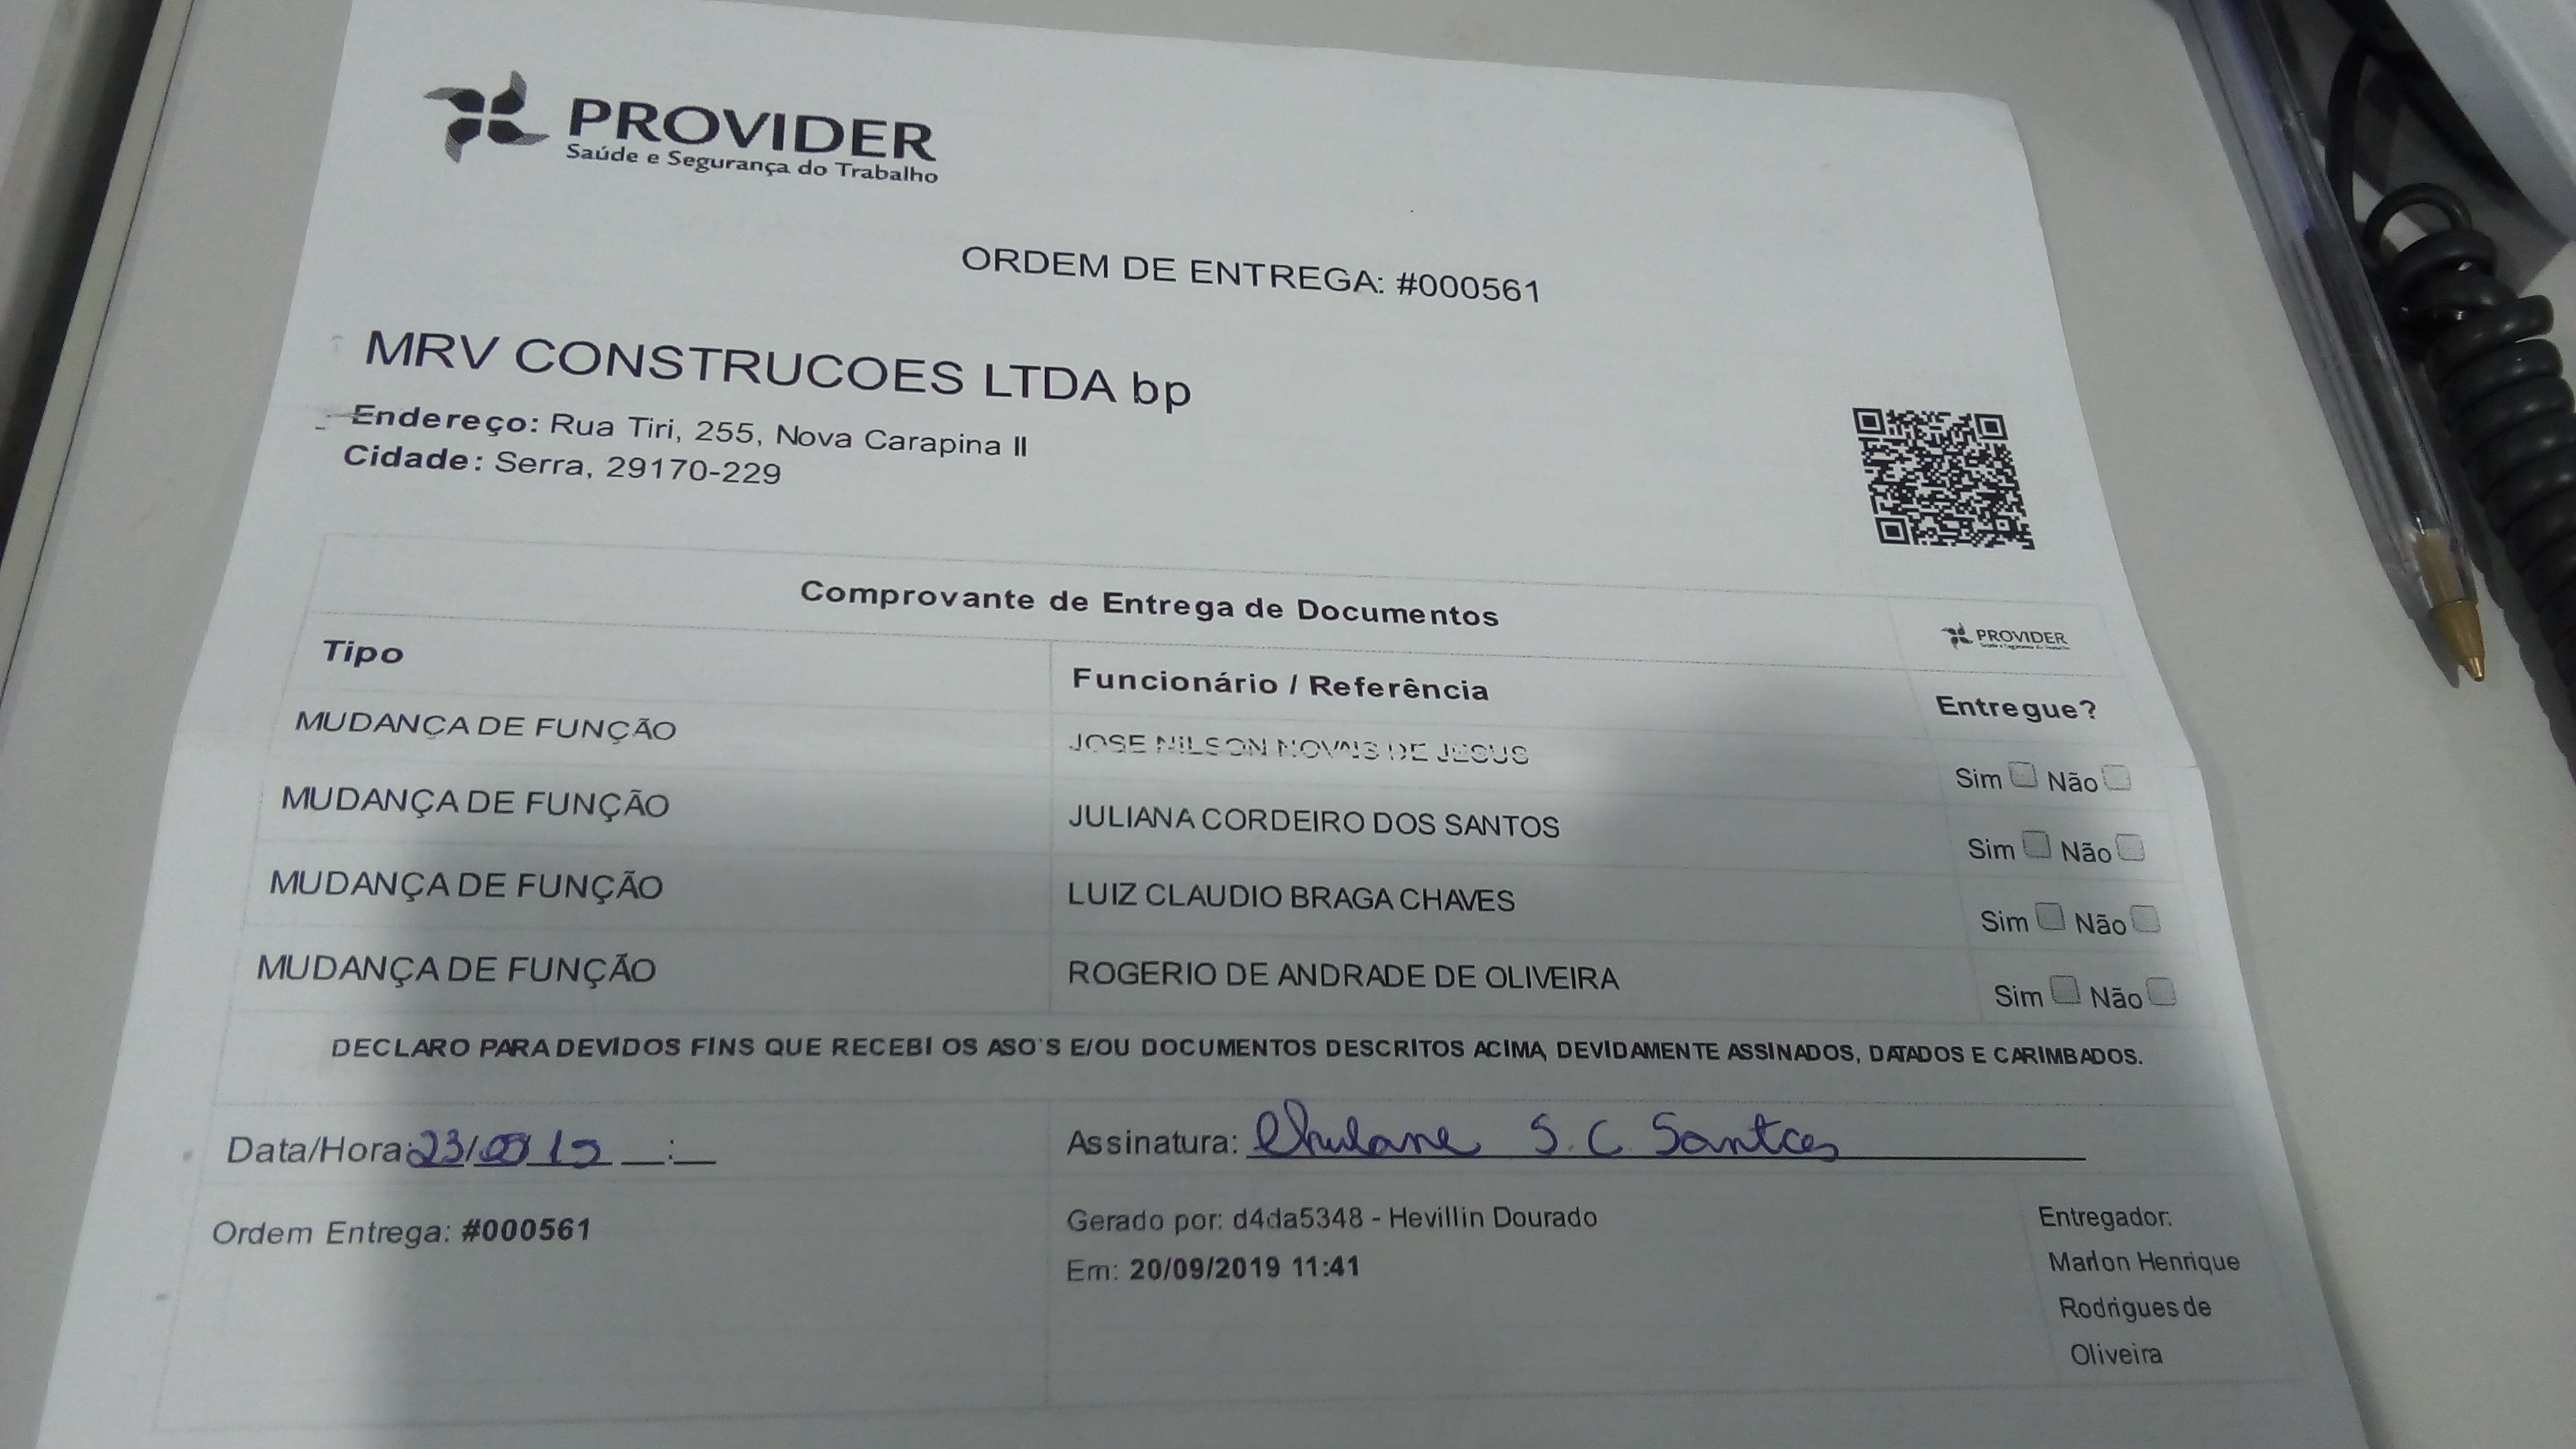 PROVIDER
Saúde e Segurança do Trabalho
ORDEM DE ENTREGA: #000561
MRV CONSTRUCOES LTDA bp
Endereço: Rua Tiri, 255, Nova Carapina II
Cidade: Serra, 29170-229
Comprovante de Entrega de Documentos
PROVIDER
Saúde e Segurança do Trabalho
Tipo Funcionário / Referência Entregue?
MUDANÇA DE FUNÇÃO JOSE NILSON NOVAIS DE JESUS Sim Não
MUDANÇA DE FUNÇÃO JULIANA CORDEIRO DOS SANTOS Sim Não
MUDANÇA DE FUNÇÃO LUIZ CLAUDIO BRAGA CHAVES Sim Não
MUDANÇA DE FUNÇÃO ROGERIO DE ANDRADE DE OLIVEIRA Sim Não
DECLARO PARA DEVIDOS FINS QUE RECEBI OS ASO'S E/OU DOCUMENTOS DESCRITOS ACIMA, DEVIDAMENTE ASSINADOS, DATADOS E CARIMBADOS.
Data/Hora: 23/09/19 __:__ Assinatura: S. C. Santos
Ordem Entrega: #000561
Gerado por: d4da5348 - Hevillin Dourado
Em: 20/09/2019 11:41
Entregador:
Marlon Henrique
Rodrigues de
Oliveira